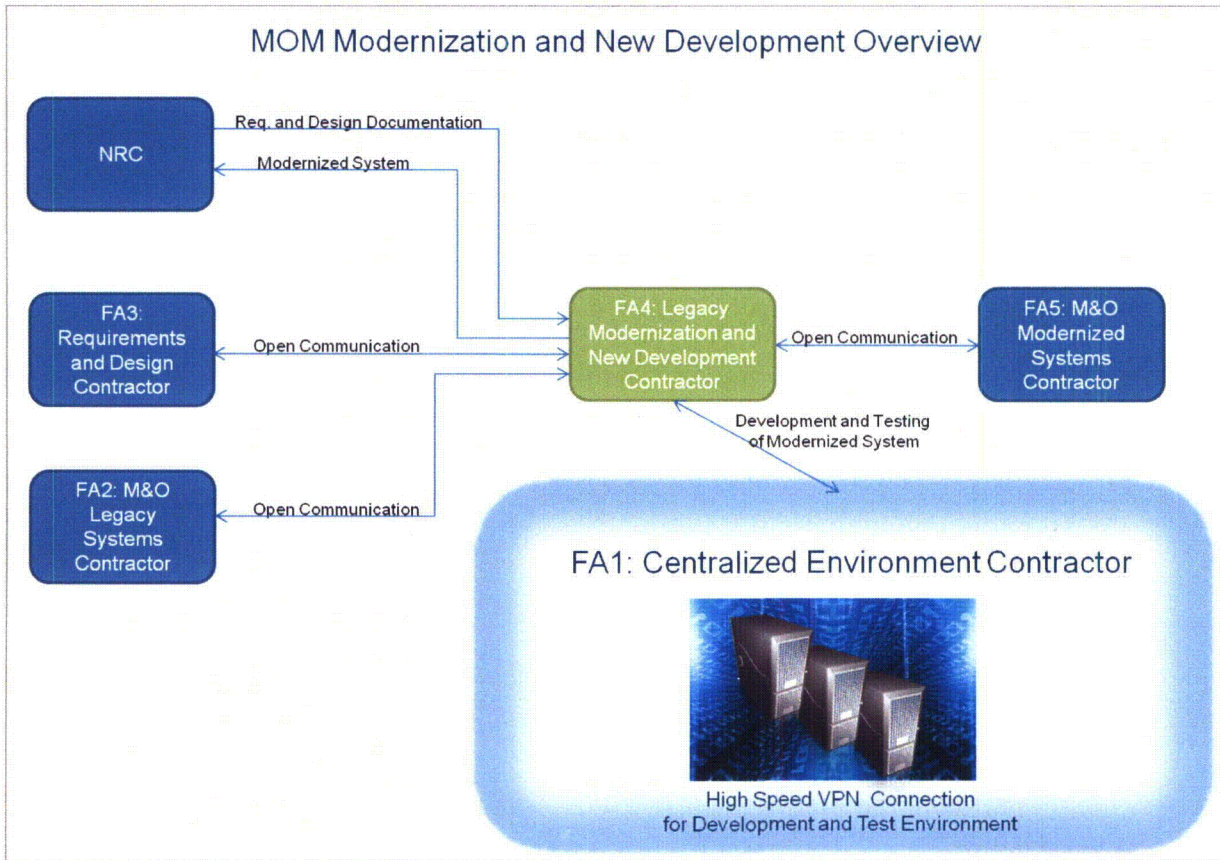 MOM Modernization and New Development Overview
NRC
Req. and Design Documentation
Modernized System
FA3:
Requirements
and Design
Contractor
Open Communication
FA4: Legacy
Modernization and
New Development
Contractor
Open Communication
FA5: M&O
Modernized
Systems
Contractor
Development and Testing
of Modernized System
FA2: M&O
Legacy
Systems
Contractor
Open Communication
FA1: Centralized Environment Contractor
High Speed VPN Connection
for Development and Test Environment